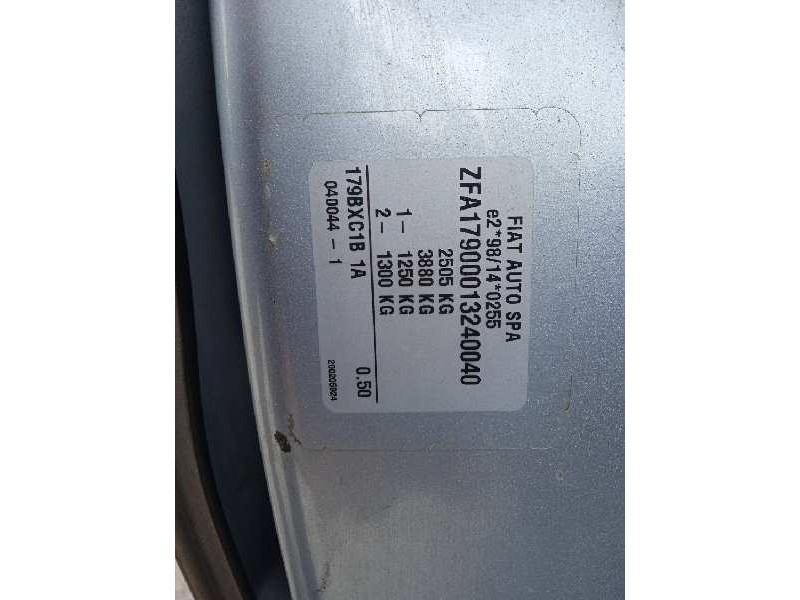 FIAT AUTO SPA
e2*98/14*0255
ZFA17900013240040
2505 KG
3880 KG
1- 1250 KG
2- 1300 KG
179BXC1B 1A 0.50
040044-1 200205924